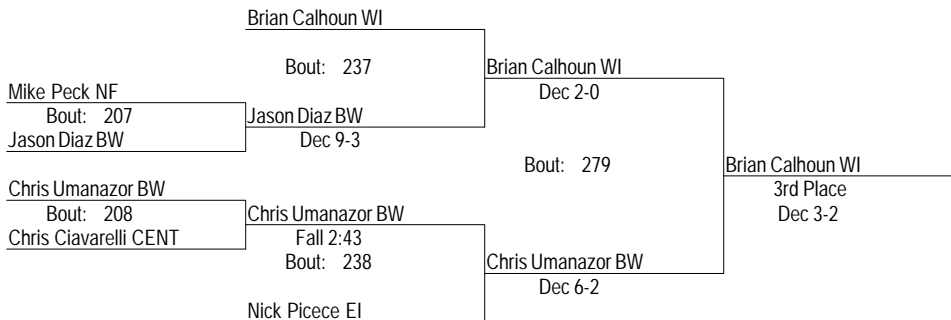 Brian Calhoun WI
Bout: 237
Brian Calhoun WI
Mike Peck NF
Dec 2-0
Bout: 207
Jason Diaz BW
Jason Diaz BW
Dec 9-3
Bout: 279
Brian Calhoun WI
Chris Umanazor BW
3rd Place
Bout: 208
Chris Umanazor BW
Dec 3-2
Chris Ciavarelli CENT
Fall 2:43
Bout: 238
Chris Umanazor BW
Dec 6-2
Nick Picece EI